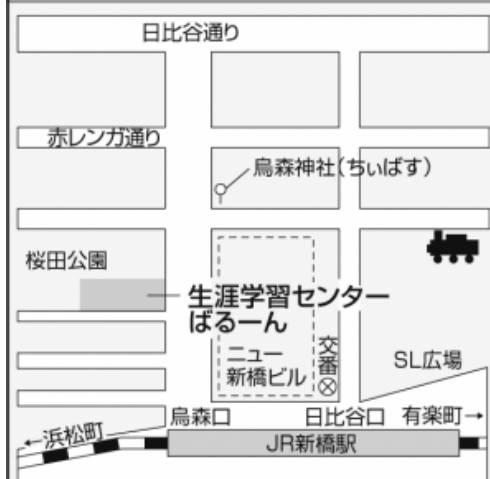 日比谷通り
赤レンガ通り
烏森神社(ちぃばす)
桜田公園
生涯学習センター
ばるーん
ニュー
新橋ビル
交番
SL広場
烏森口
日比谷口
有楽町→
←浜松町
JR新橋駅